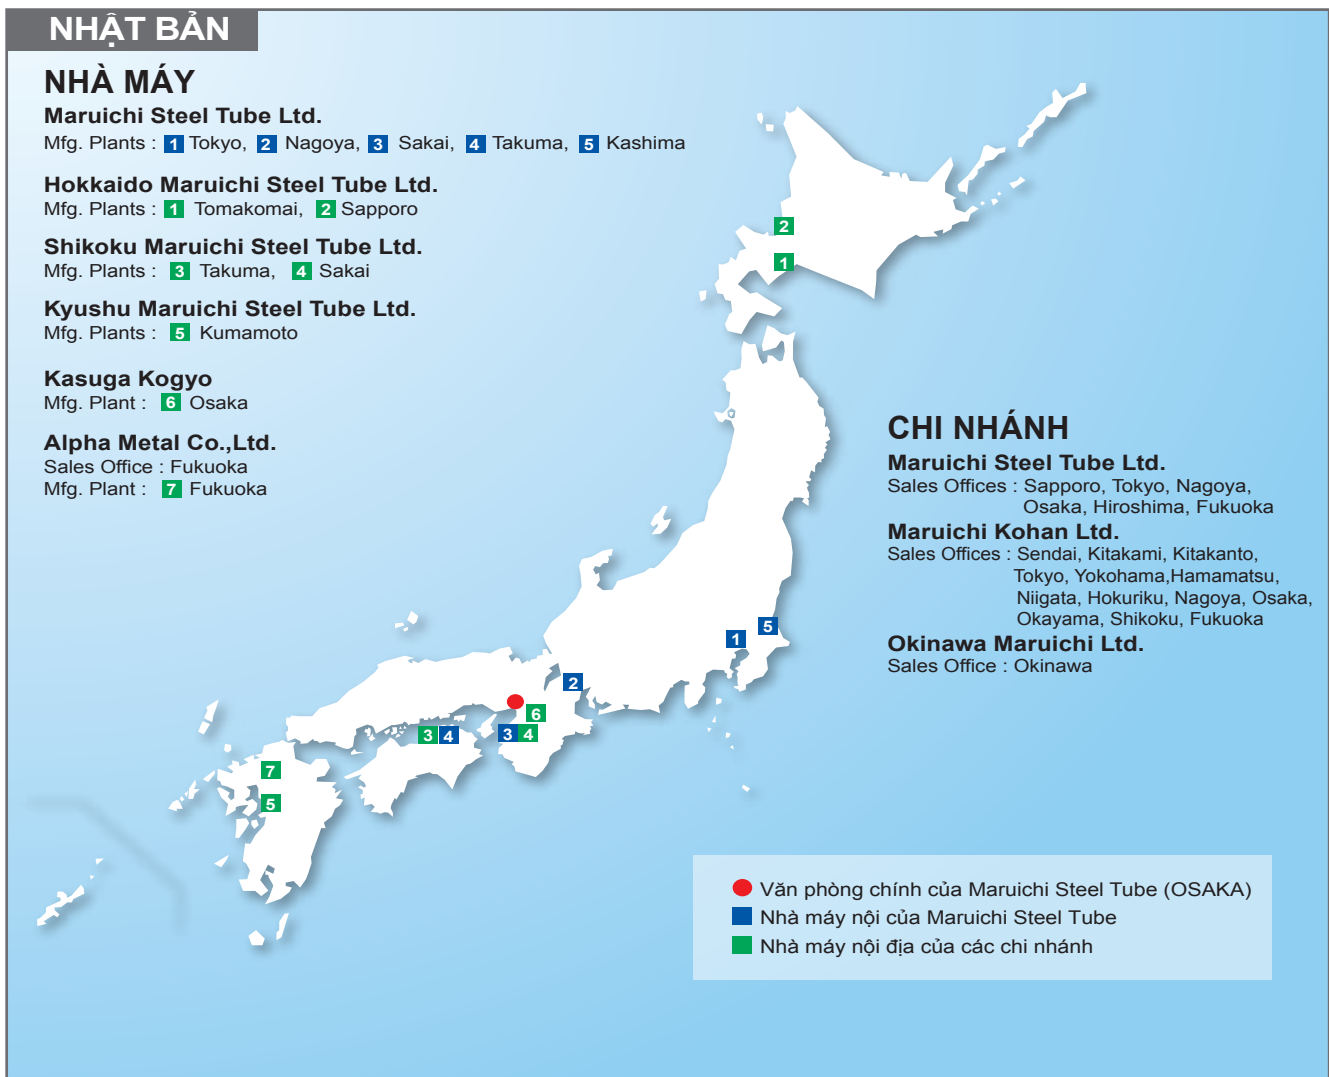 NHẬT BẢN
NHÀ MÁY
Maruichi Steel Tube Ltd.
Mfg. Plants : 1 Tokyo, 2 Nagoya, 3 Sakai, 4 Takuma, 5 Kashima
Hokkaido Maruichi Steel Tube Ltd.
Mfg. Plants : 1 Tomakomai, 2 Sapporo
Shikoku Maruichi Steel Tube Ltd.
Mfg. Plants : 3 Takuma, 4 Sakai
Kyushu Maruichi Steel Tube Ltd.
Mfg. Plants : 5 Kumamoto
Kasuga Kogyo
Mfg. Plant : 6 Osaka
Alpha Metal Co.,Ltd.
Sales Office : Fukuoka
Mfg. Plant : 7 Fukuoka
2
1
CHI NHÁNH
Maruichi Steel Tube Ltd.
Sales Offices : Sapporo, Tokyo, Nagoya,
Osaka, Hiroshima, Fukuoka
Maruichi Kohan Ltd.
Sales Offices : Sendai, Kitakami, Kitakanto,
Tokyo, Yokohama,Hamamatsu,
Niigata, Hokuriku, Nagoya, Osaka,
Okayama, Shikoku, Fukuoka
Okinawa Maruichi Ltd.
Sales Office : Okinawa
5
1
2
6
3 4 3 4
7
5
Văn phòng chính của Maruichi Steel Tube (OSAKA)
Nhà máy nội của Maruichi Steel Tube
Nhà máy nội địa của các chi nhánh